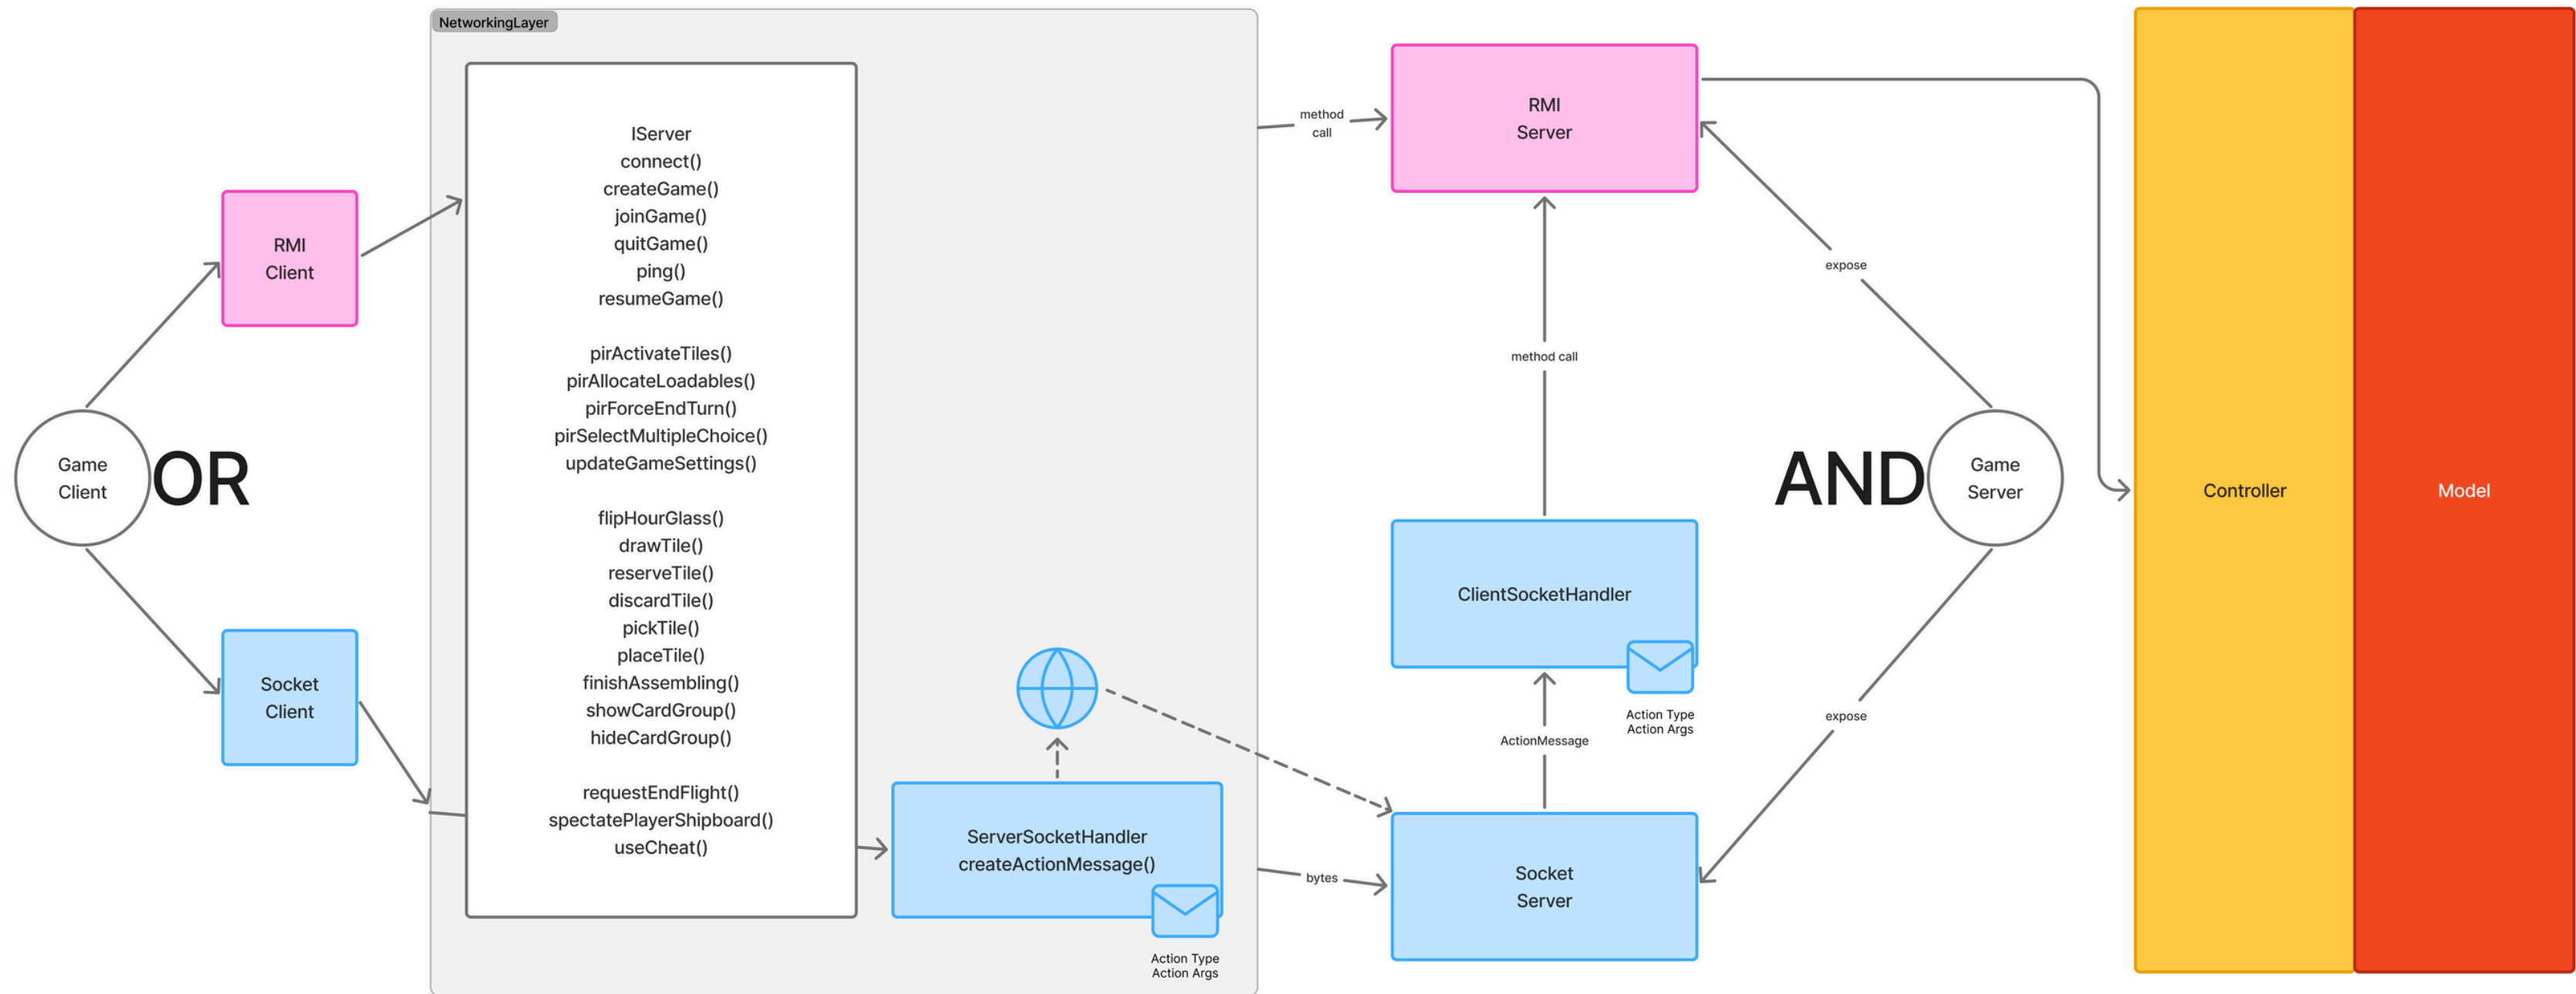 NetworkingLayer
Game
Client
OR
RMI
Client
Socket
Client
IServer
connect()
createGame()
joinGame()
quitGame()
ping()
resumeGame()
pirActivateTiles()
pirAllocateLoadables()
pirForceEndTurn()
pirSelectMultipleChoice()
updateGameSettings()
flipHourGlass()
drawTile()
reserveTile()
discardTile()
pickTile()
placeTile()
finishAssembling()
showCardGroup()
hideCardGroup()
requestEndFlight()
spectatePlayerShipboard()
useCheat()
ServerSocketHandler
createActionMessage()
Action Type
Action Args
method
call
bytes
RMI
Server
method call
ClientSocketHandler
Action Type
Action Args
ActionMessage
Socket
Server
expose
AND
Game
Server
expose
Controller
Model